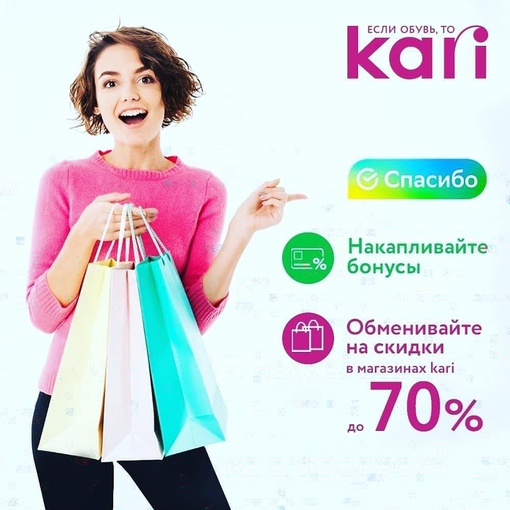 ЕСЛИ ОБУВЬ, ТО
kari
Спасибо
Накапливайте
бонусы
%
Обменивайте
на скидки
в магазинах kari
до 70%